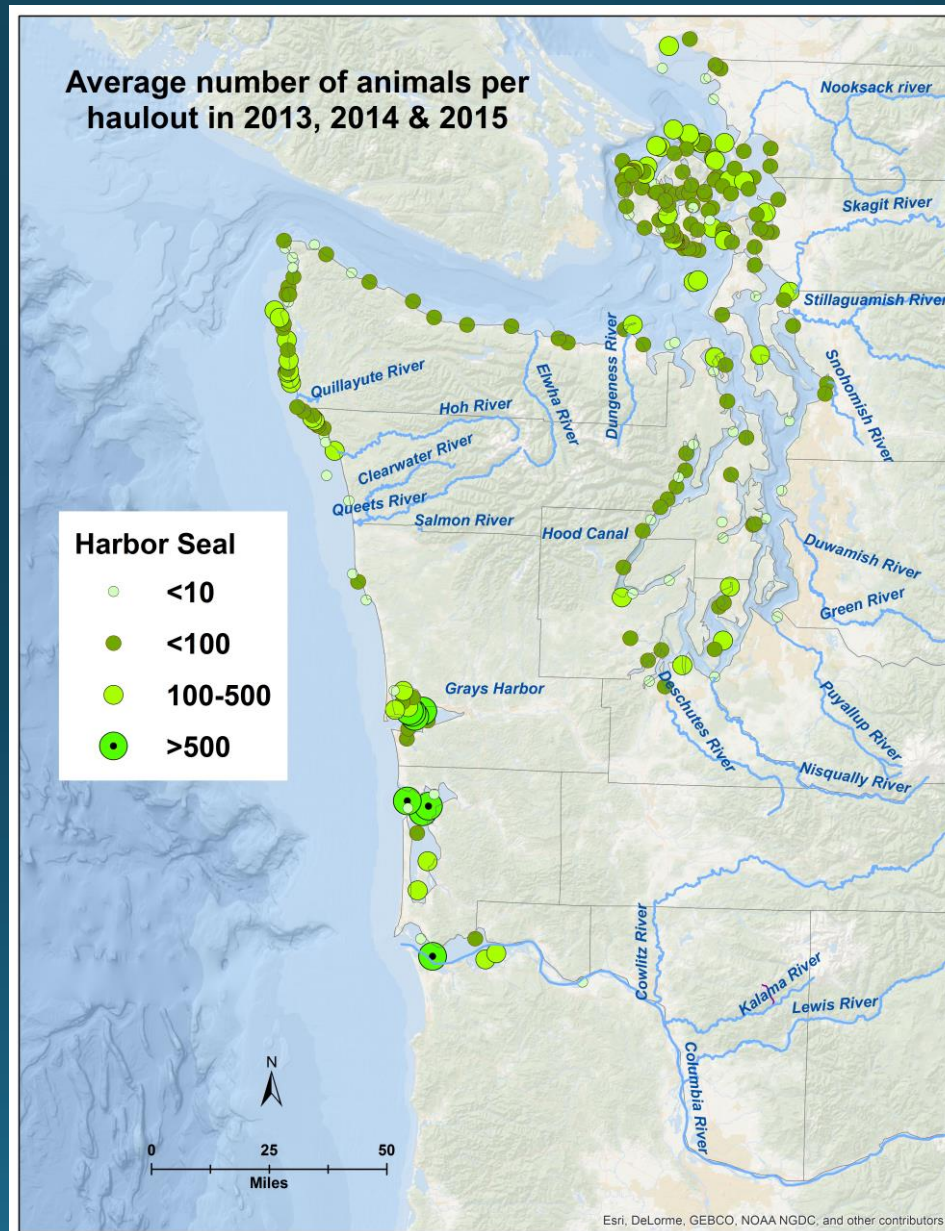 Average number of animals per
haulout in 2013, 2014 & 2015
Nooksack river
Skagit River
Stillaguamish River
Snohomish River
Dungeness River
Elwha River
Quillayute River
Hoh River
Clearwater River
Queets River
Salmon River
Hood Canal
Duwamish River
Green River
Puyallup River
Nisqually River
Deschutes River
Grays Harbor
Harbor Seal
<10
<100
100-500
>500
Cowlitz River
Kalama River
Lewis River
Columbia River
N
0 25 50
Miles
Esri, DeLorme, GEBCO, NOAA NGDC, and other contributors